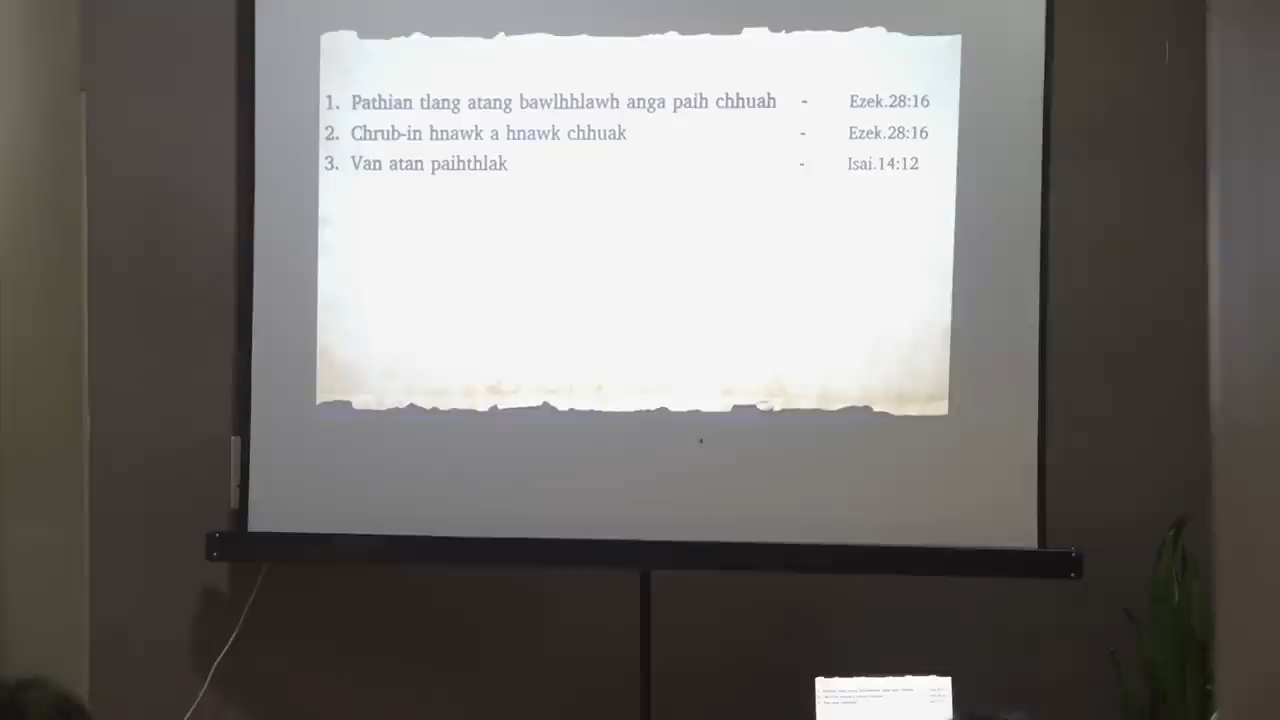 1. Pathian tlang atang bawlhhlawh anga paih chhuah - Ezek.28:16
2. Chrub-in hnawk a hnawk chhuak - Ezek.28:16
3. Van atan paihthlak - Isai.14:12